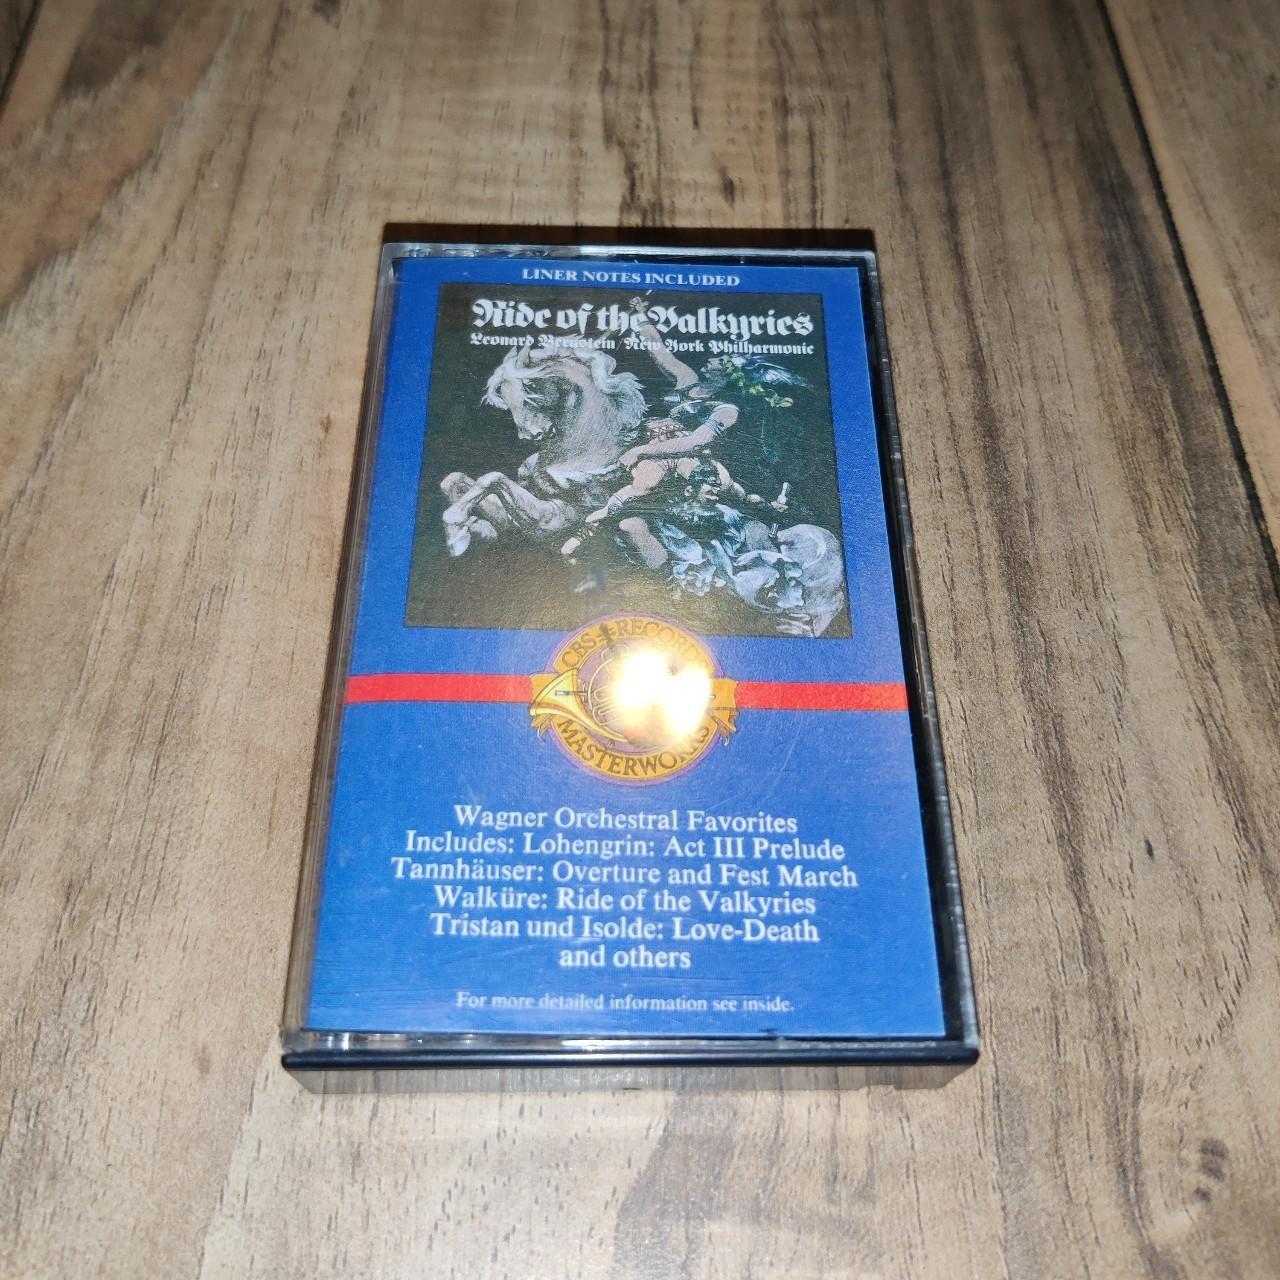 LINER NOTES INCLUDED
Ride of the Valkyries
Leonard Bernstein/New York Philharmonic
CBS RECORDS
MASTERWORKS
Wagner Orchestral Favorites
Includes: Lohengrin: Act III Prelude
Tannhäuser: Overture and Fest March
Walküre: Ride of the Valkyries
Tristan und Isolde: Love-Death
and others
For more detailed information see inside.